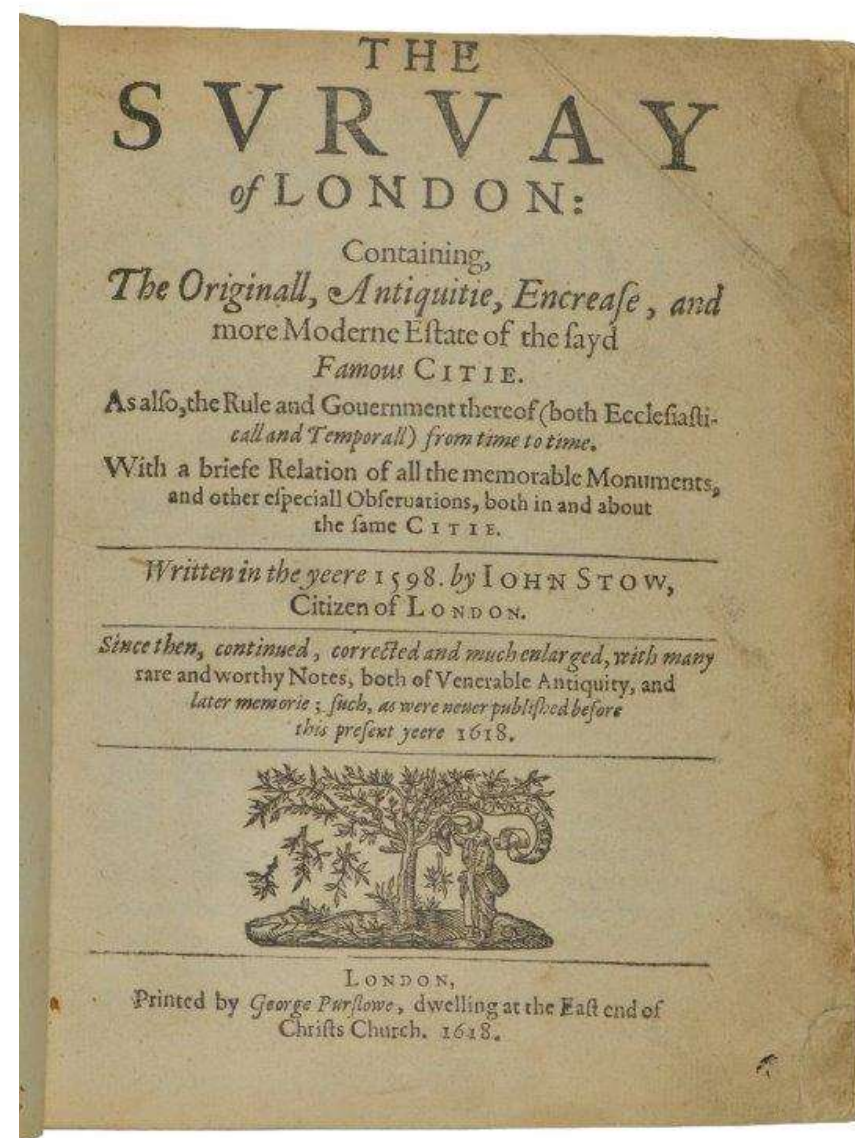 THE
SVRVAY
of LONDON:
Containing,
The Originall, Antiquitie, Encreaſe, and
more Moderne Eſtate of the ſayd
Famous CITIE.
As alſo, the Rule and Gouernment thereof (both Eccleſiaſti-
call and Temporall) from time to time.
With a briefe Relation of all the memorable Monuments,
and other eſpeciall Obſeruations, both in and about
the ſame CITIE.
Written in the yeere 1598. by IOHN STOW,
Citizen of LONDON.
Since then, continued, corrected and much enlarged, with many
rare and worthy Notes, both of Venerable Antiquity, and
later memorie; ſuch, as were neuer publiſhed before
this preſent yeere 1618.
LONDON,
Printed by George Purſlowe, dwelling at the Eaſt end of
Chriſts Church. 1618.